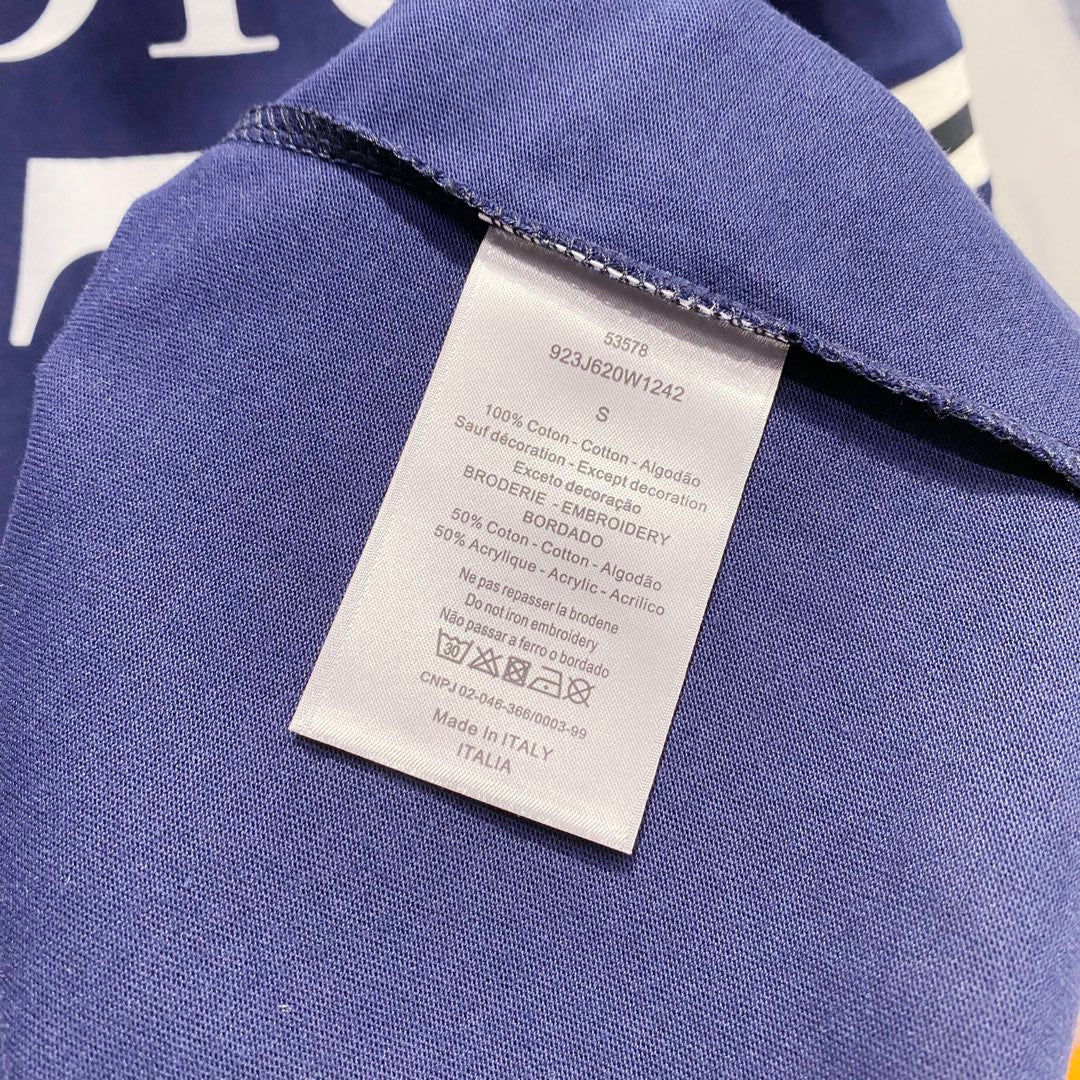 53578
923J620W1242
S
100% Coton - Cotton - Algodão
Sauf décoration - Except decoration
Exceto decoração
BRODERIE - EMBROIDERY
BORDADO
50% Coton - Cotton - Algodão
50% Acrylique - Acrylic - Acrílico
Ne pas repasser la brodene
Do not iron embroidery
Não passar a ferro o bordado
30
CNPJ 02-046-366/0003-99
Made In ITALY
ITALIA